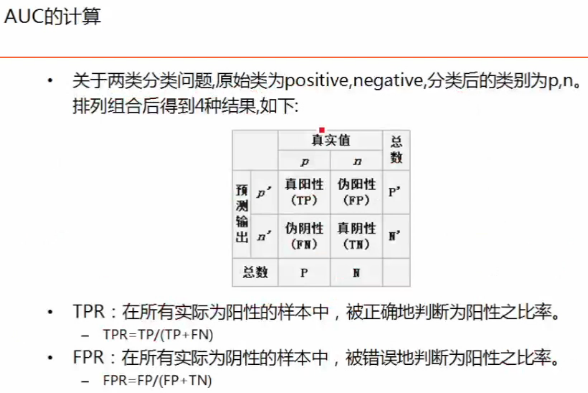 AUC的计算
• 关于两类分类问题,原始类为positive,negative,分类后的类别为p,n。
排列组合后得到4种结果,如下:
真实值 总数
p n
预测输出 p' 真阳性(TP) 伪阳性(FP) P'
n' 伪阴性(FN) 真阴性(TN) N'
总数 P N
• TPR：在所有实际为阳性的样本中，被正确地判断为阳性之比率。
– TPR=TP/(TP+FN)
• FPR：在所有实际为阴性的样本中，被错误地判断为阳性之比率。
– FPR=FP/(FP+TN)